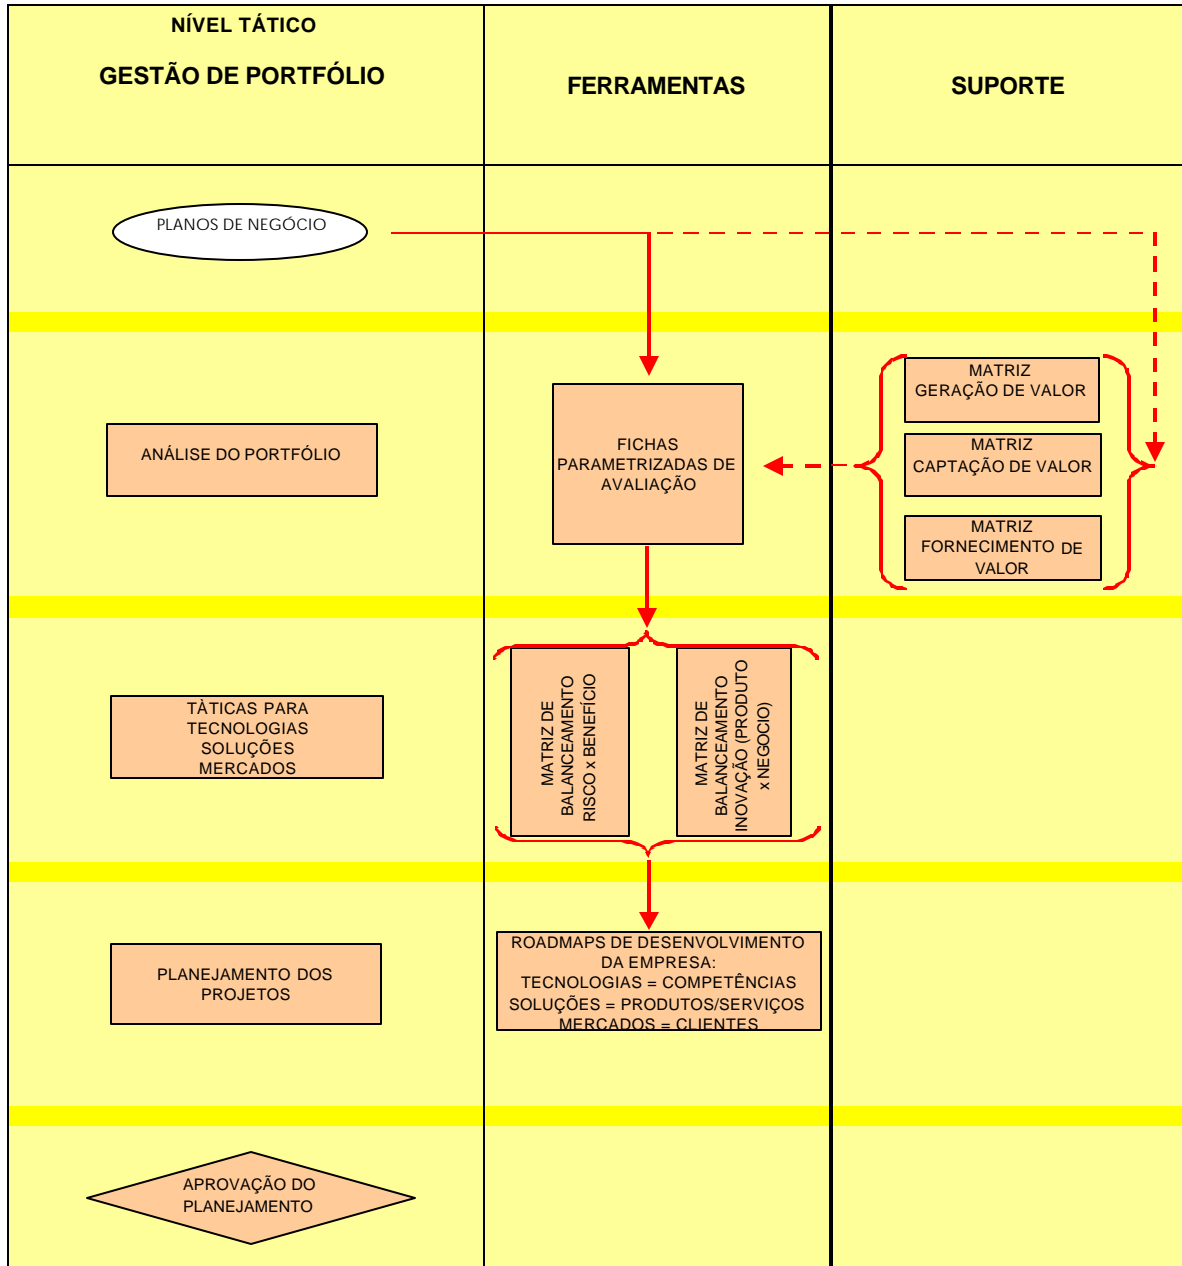 NÍVEL TÁTICO
GESTÃO DE PORTFÓLIO
FERRAMENTAS
SUPORTE
PLANOS DE NEGÓCIO
ANÁLISE DO PORTFÓLIO
FICHAS
PARAMETRIZADAS DE
AVALIAÇÃO
MATRIZ
GERAÇÃO DE VALOR
MATRIZ
CAPTAÇÃO DE VALOR
MATRIZ
FORNECIMENTO DE
VALOR
TÀTICAS PARA
TECNOLOGIAS
SOLUÇÕES
MERCADOS
MATRIZ DE
BALANCEAMENTO
RISCO x BENEFÍCIO
MATRIZ DE
BALANCEAMENTO
INOVAÇÃO (PRODUTO
x NEGOCIO)
PLANEJAMENTO DOS
PROJETOS
ROADMAPS DE DESENVOLVIMENTO
DA EMPRESA:
TECNOLOGIAS = COMPETÊNCIAS
SOLUÇÕES = PRODUTOS/SERVIÇOS
MERCADOS = CLIENTES
APROVAÇÃO DO
PLANEJAMENTO